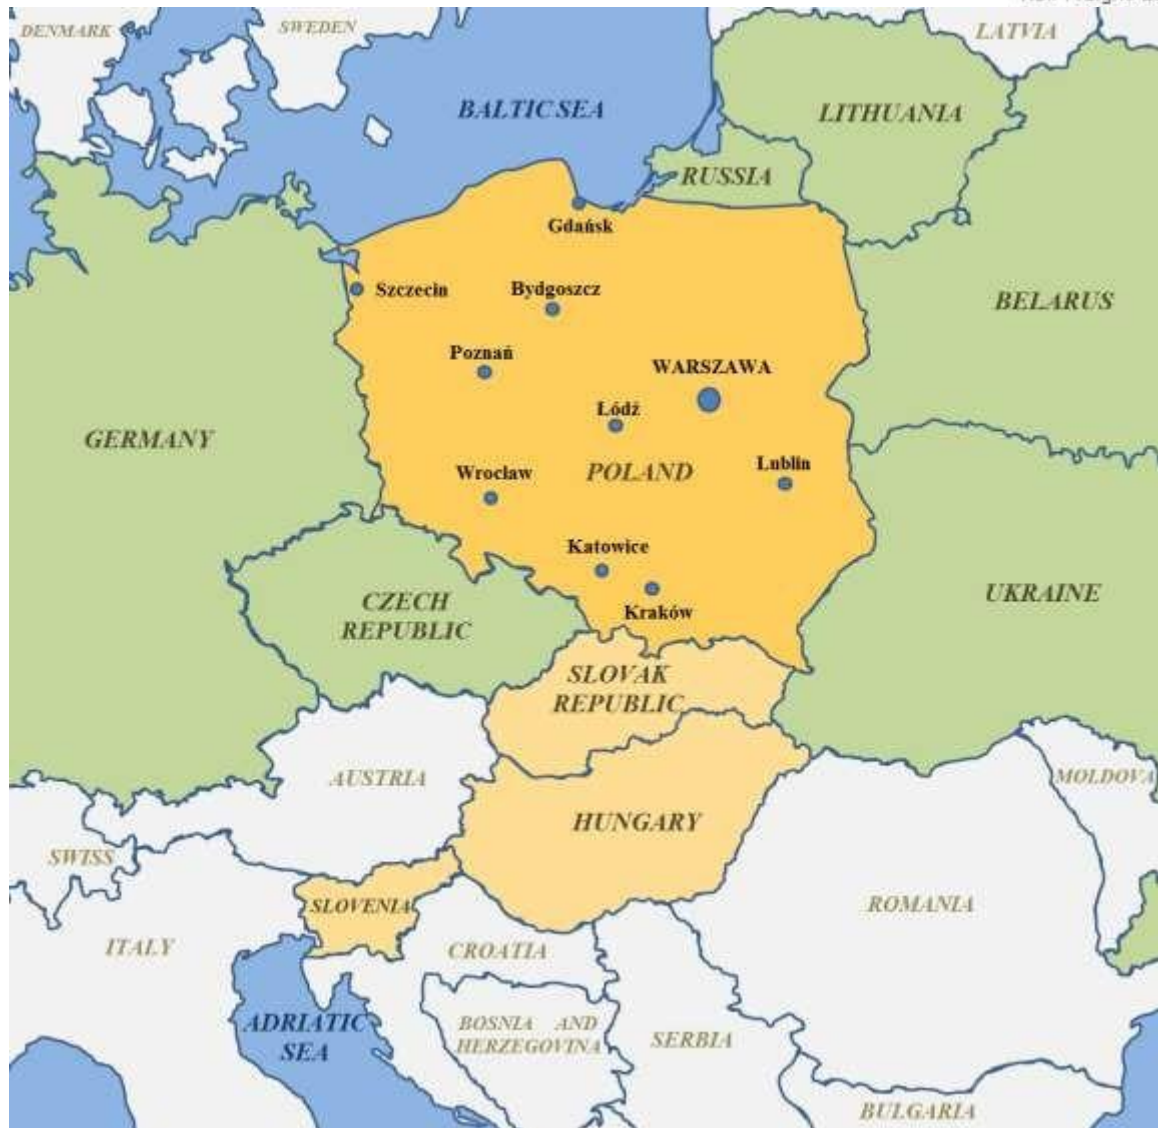 DENMARK
SWEDEN
LATVIA
BALTIC SEA
LITHUANIA
RUSSIA
Gdańsk
Szczecin
Bydgoszcz
BELARUS
Poznań
WARSZAWA
Łódź
GERMANY
Wrocław
POLAND
Lublin
Katowice
CZECH
REPUBLIC
Kraków
UKRAINE
SLOVAK
REPUBLIC
AUSTRIA
MOLDOVA
HUNGARY
SWISS
SLOVENIA
ROMANIA
ITALY
CROATIA
ADRIATIC
SEA
BOSNIA AND
HERZEGOVINA
SERBIA
BULGARIA